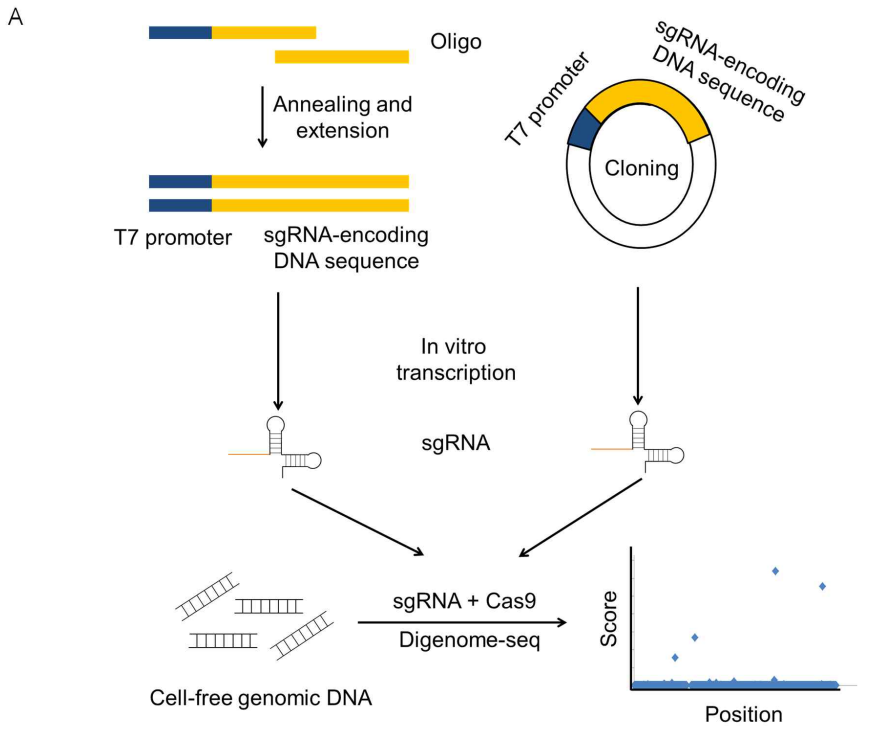 A
Oligo
Annealing and
extension
T7 promoter
sgRNA-encoding
DNA sequence
T7 promoter
sgRNA-encoding
DNA sequence
Cloning
In vitro
transcription
sgRNA
sgRNA + Cas9
Digenome-seq
Cell-free genomic DNA
Score
Position